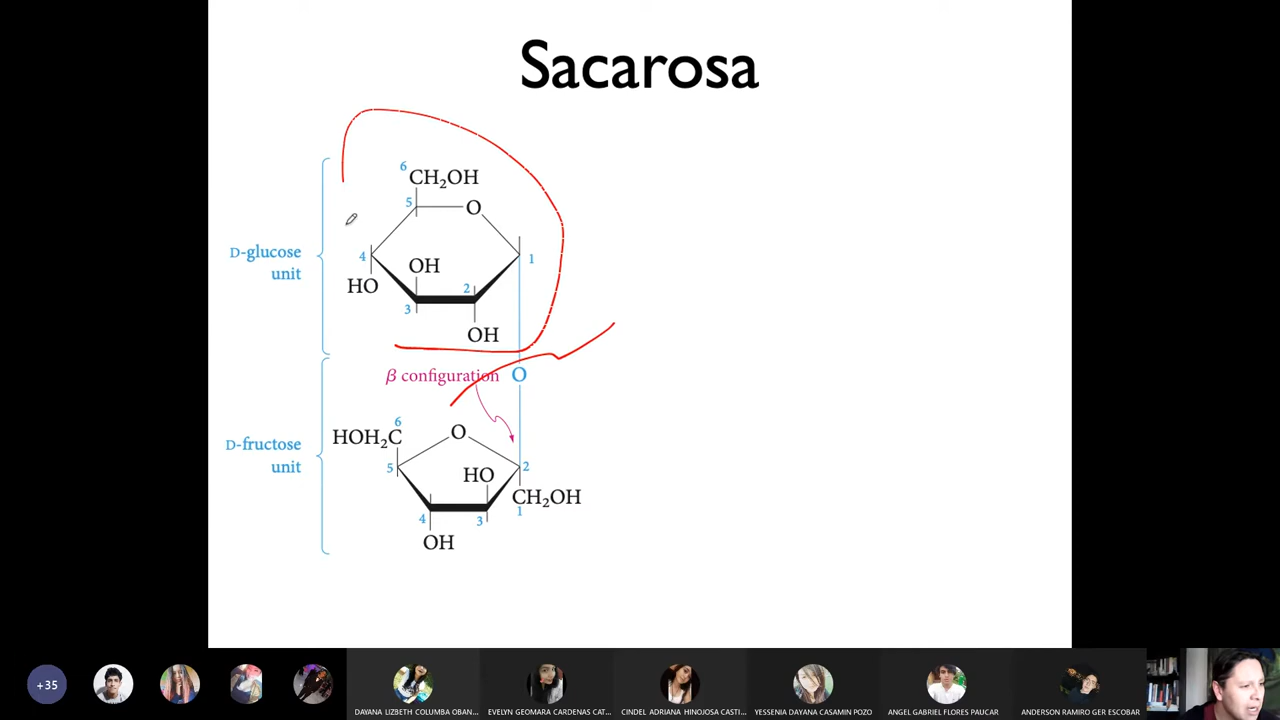 Sacarosa
6
CH₂OH
5
O
D-glucose
unit
4
1
OH
HO
2
3
OH
β configuration
O
6
HOH₂C
O
D-fructose
unit
5
2
HO
CH₂OH
1
4
3
OH
+35
DAYANA LIZBETH COLUMBA OBAN...
EVELYN GEOMARA CARDENAS CAT...
CINDEL ADRIANA HINOJOSA CASTI...
YESSENIA DAYANA CASAMIN POZO
ANGEL GABRIEL FLORES PAUCAR
ANDERSON RAMIRO GER ESCOBAR